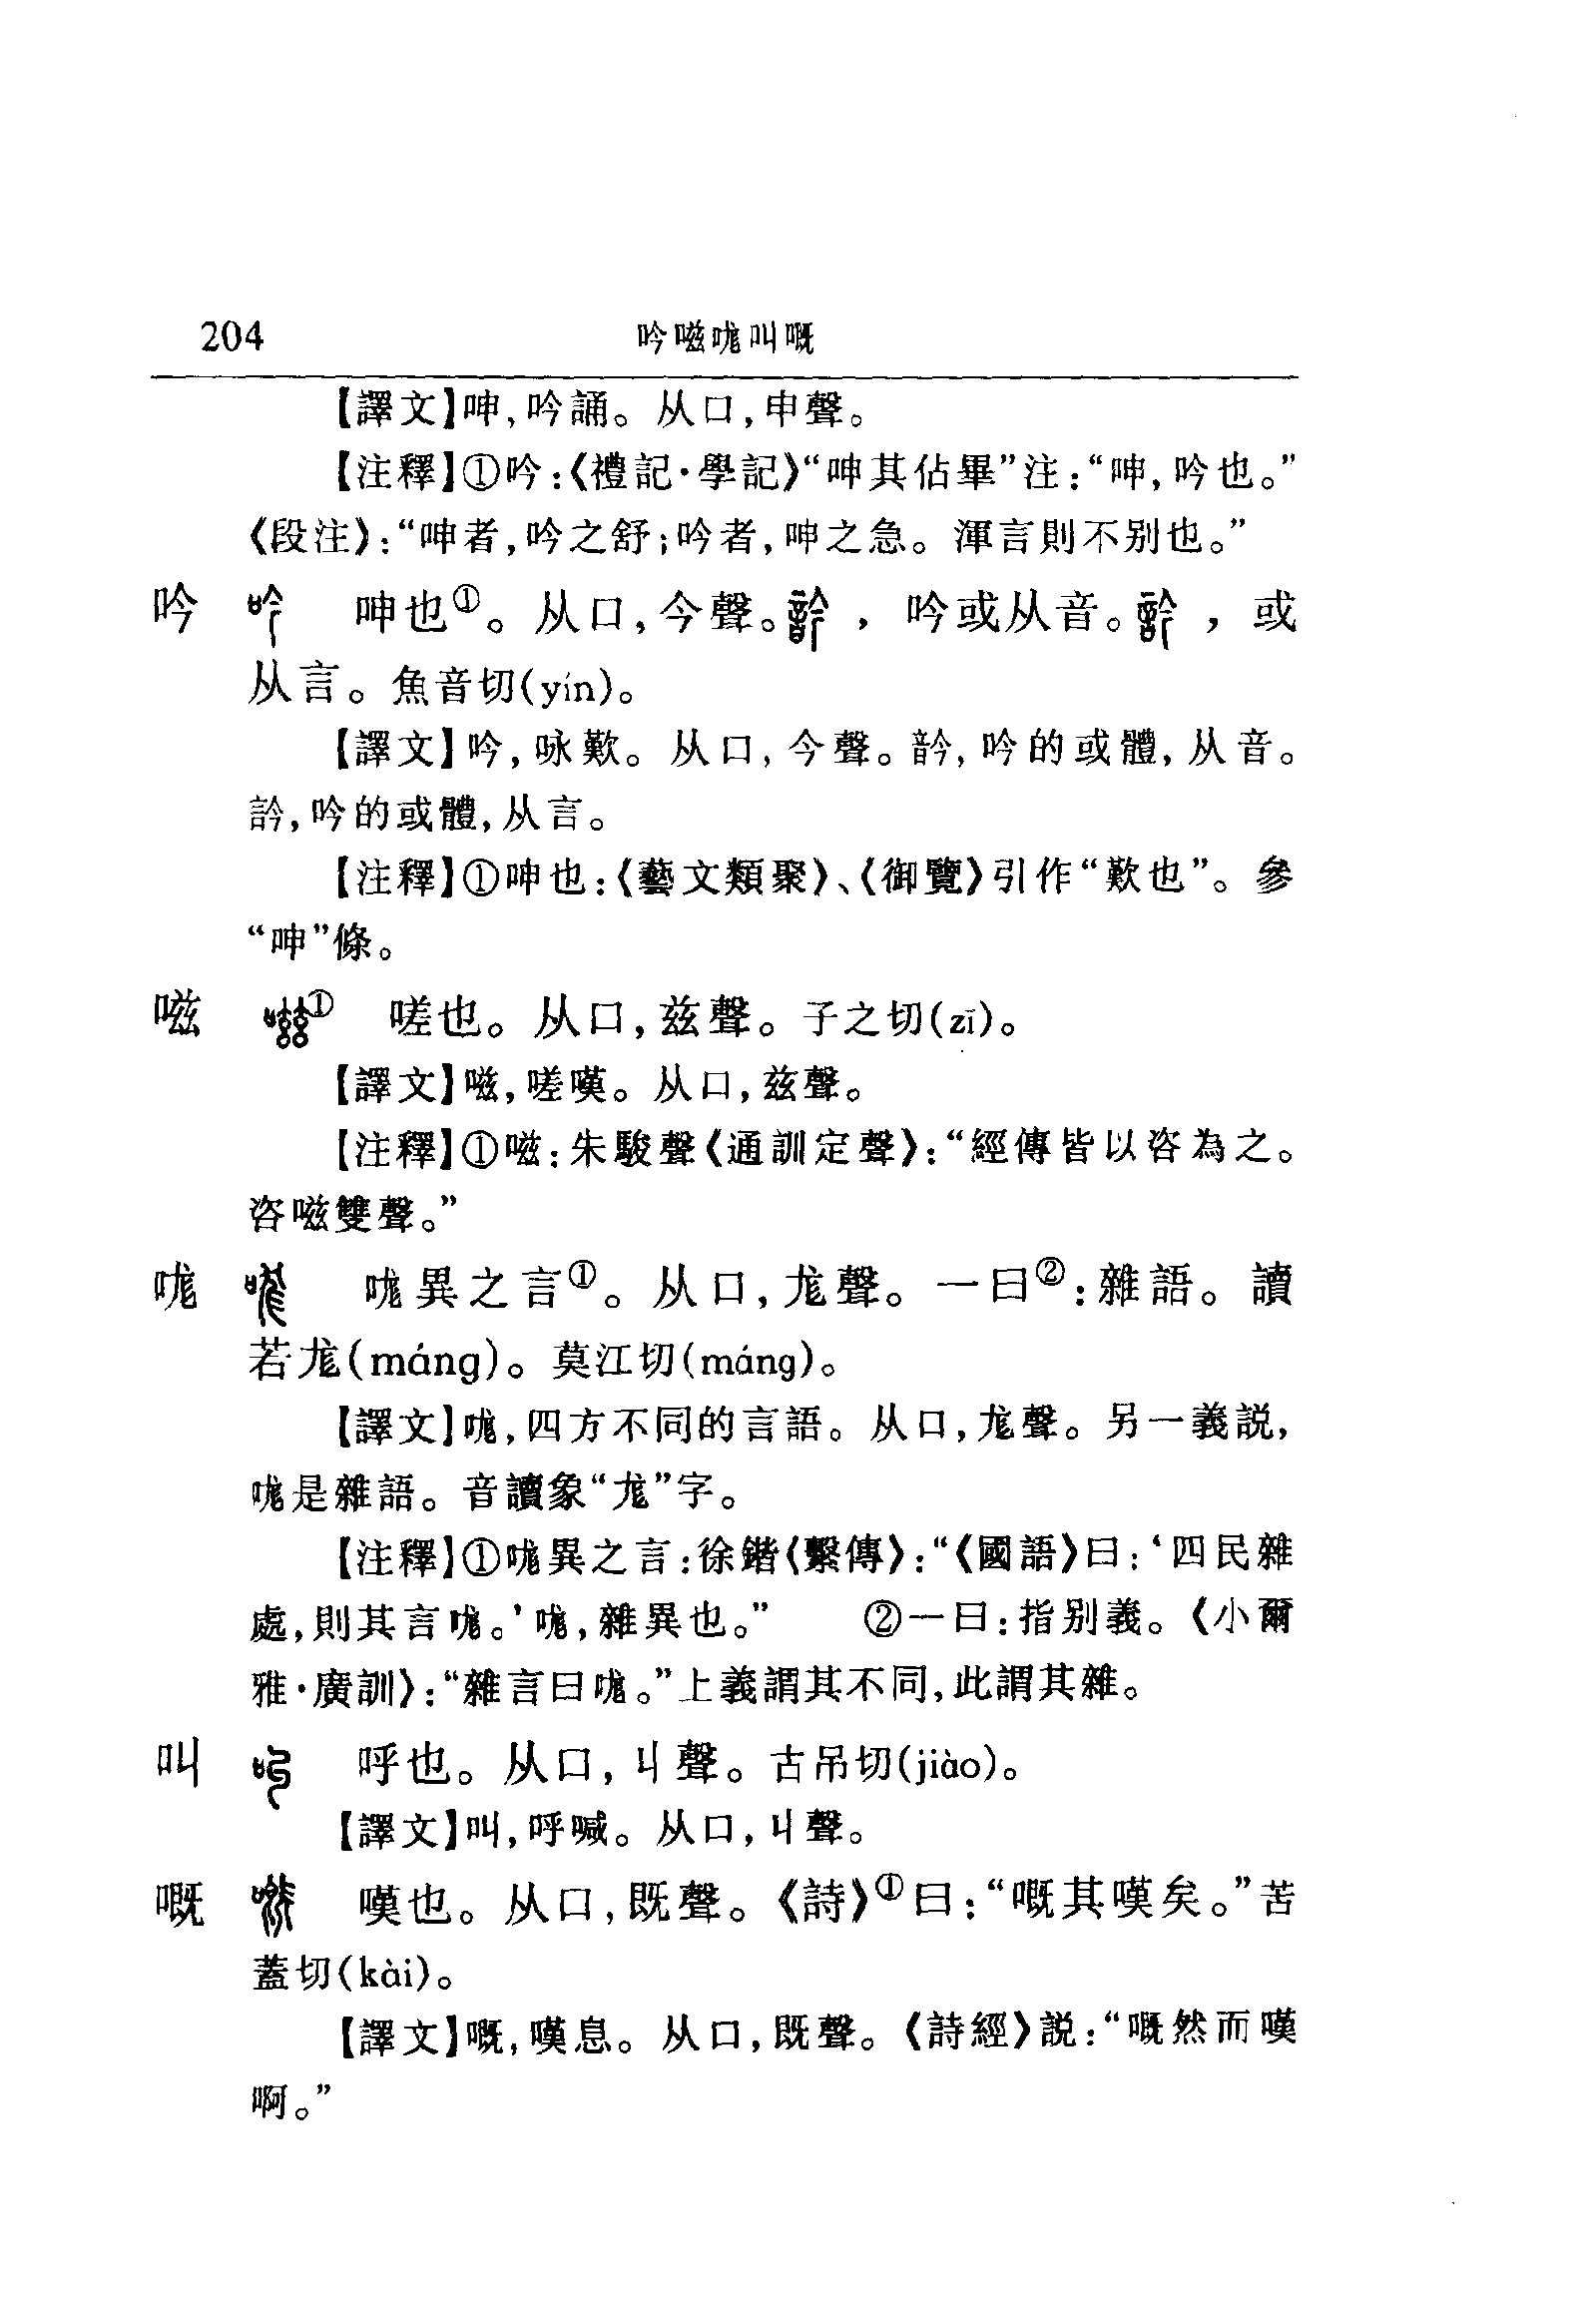 204 吟嗞哤叫嘅
【譯文】呻,吟誦。从口,申聲。
【注釋】①吟:《禮記·學記》“呻其佔畢”注:“呻,吟也。”
《段注》:“呻者,吟之舒;吟者,呻之急。渾言則不别也。”
吟 呻也①。从口,今聲。 , 吟或从音。 , 或
从言。魚音切(yín)。
【譯文】吟,咏歎。从口,今聲。䪩,吟的或體,从音。
訡,吟的或體,从言。
【注釋】①呻也:《藝文類聚》、《御覽》引作“歎也”。參
“呻”條。
嗞 ① 嗟也。从口,兹聲。子之切(zī)。
【譯文】嗞,嗟嘆。从口,兹聲。
【注釋】①嗞:朱駿聲《通訓定聲》:“經傳皆以咨為之。
咨嗞雙聲。”
哤 哤異之言①。从口,尨聲。一曰②:雜語。讀
若尨(máng)。莫江切(máng)。
【譯文】哤,四方不同的言語。从口,尨聲。另一義説,
哤是雜語。音讀象“尨”字。
【注釋】①哤異之言:徐鍇《繫傳》:“《國語》曰:‘四民雜
處,則其言哤。’哤,雜異也。” ②一曰:指别義。《小爾
雅·廣訓》:“雜言曰哤。”上義謂其不同,此謂其雜。
叫 呼也。从口,丩聲。古吊切(jiào)。
【譯文】叫,呼喊。从口,丩聲。
嘅 嘆也。从口,既聲。《詩》①曰:“嘅其嘆矣。”苦
蓋切(kài)。
【譯文】嘅,嘆息。从口,既聲。《詩經》説:“嘅然而嘆
啊。”